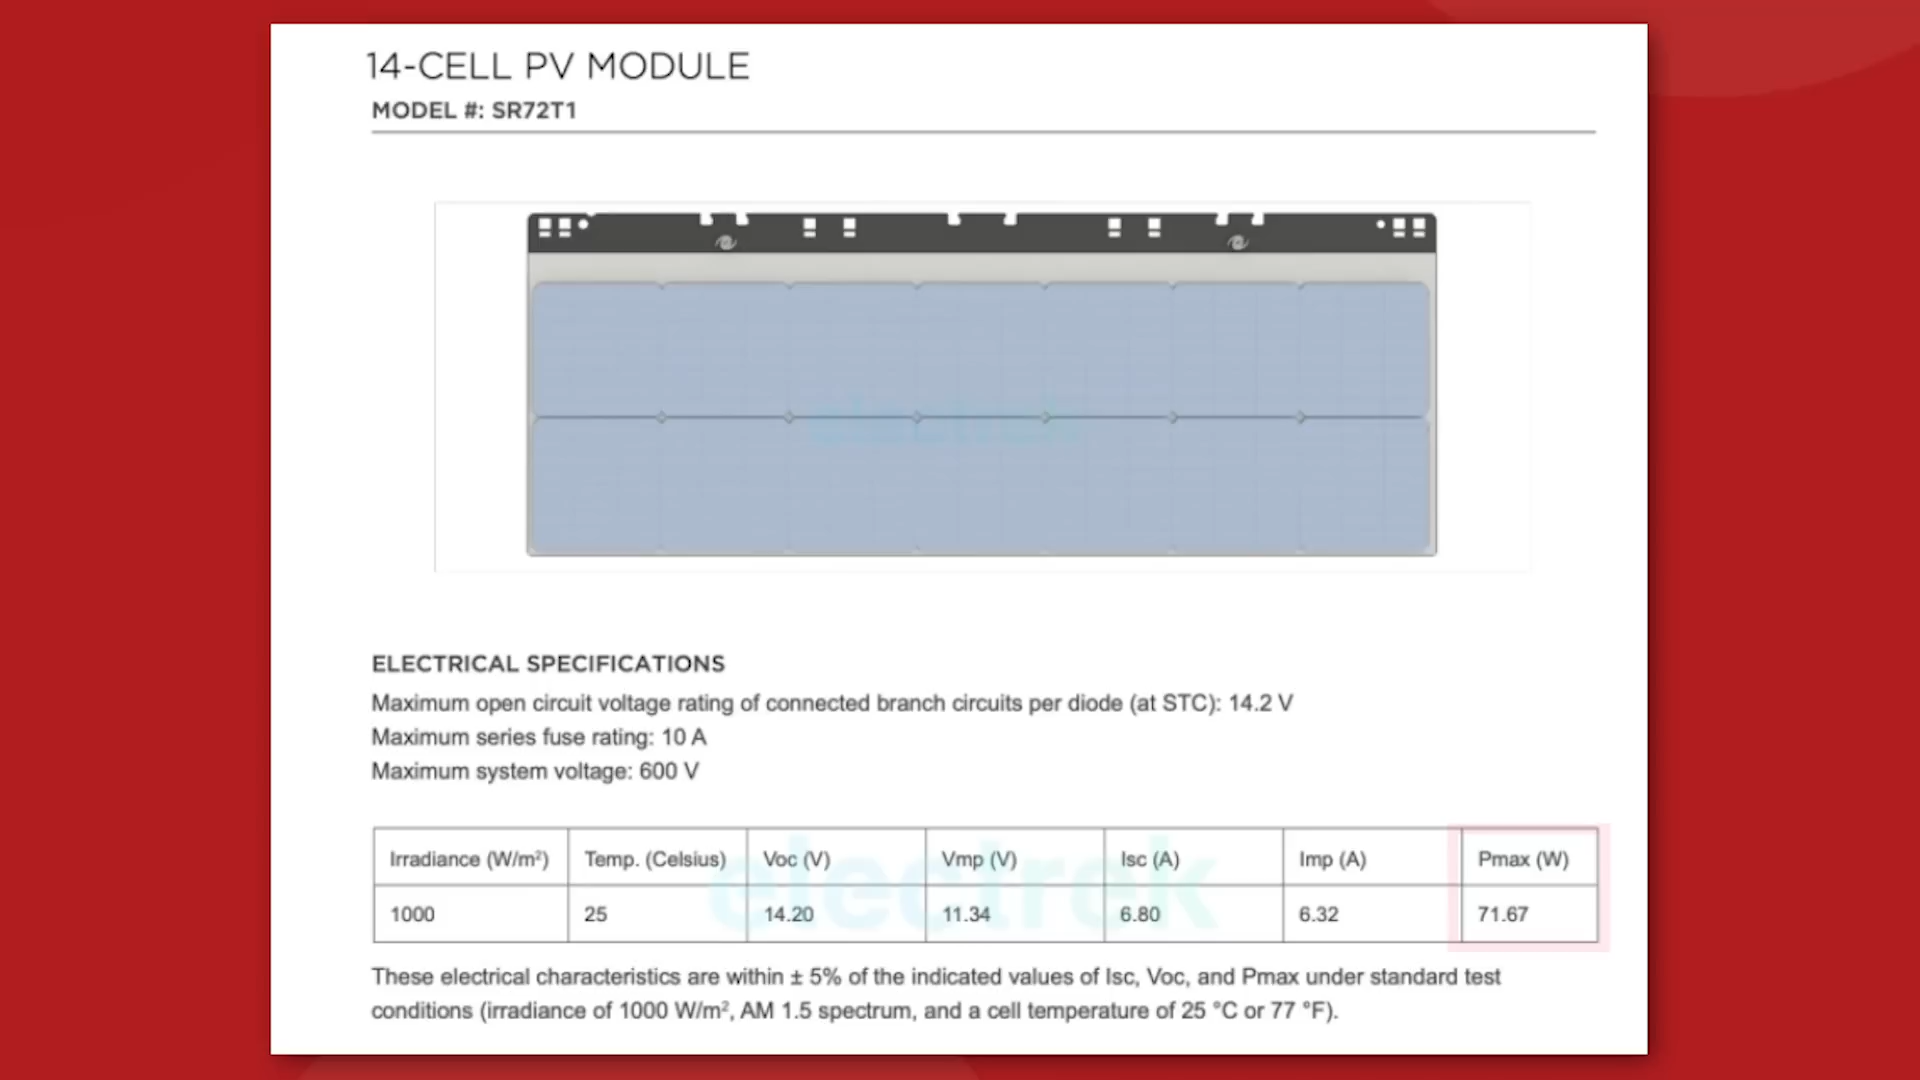 14-CELL PV MODULE
MODEL #: SR72T1
electrek
ELECTRICAL SPECIFICATIONS
Maximum open circuit voltage rating of connected branch circuits per diode (at STC): 14.2 V
Maximum series fuse rating: 10 A
Maximum system voltage: 600 V
electrek
Irradiance (W/m²) Temp. (Celsius) Voc (V) Vmp (V) Isc (A) Imp (A) Pmax (W)
1000 25 14.20 11.34 6.80 6.32 71.67
These electrical characteristics are within ± 5% of the indicated values of Isc, Voc, and Pmax under standard test
conditions (irradiance of 1000 W/m², AM 1.5 spectrum, and a cell temperature of 25 °C or 77 °F).